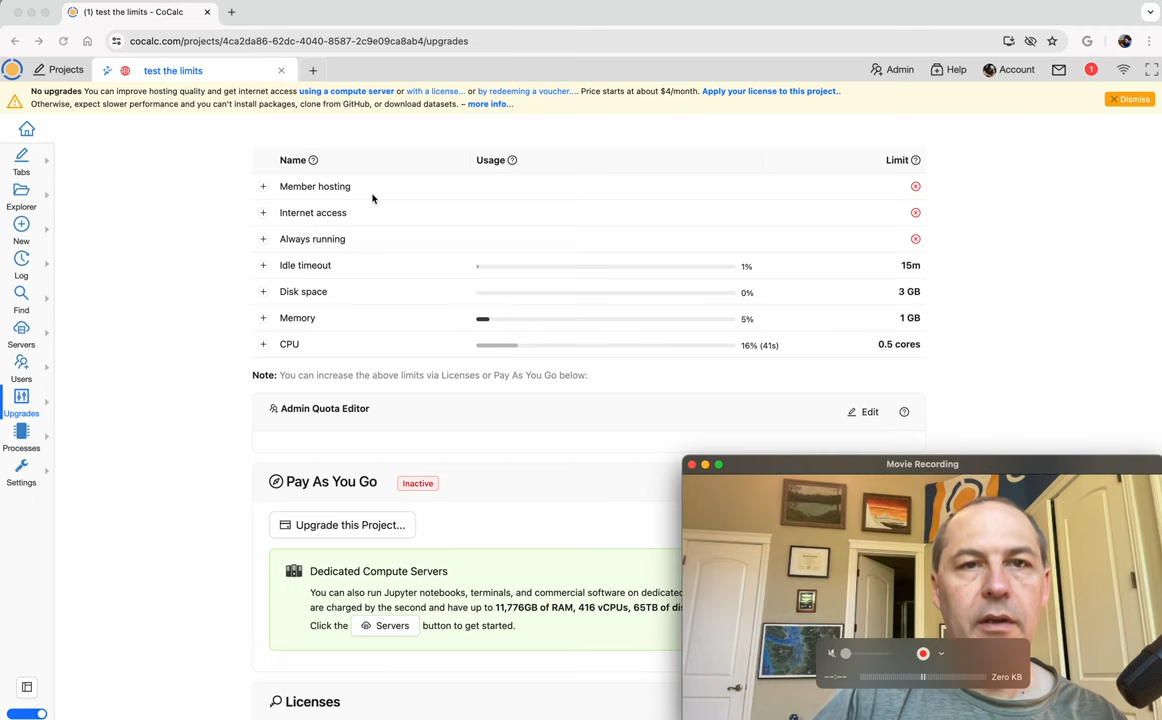 (1) test the limits - CoCalc
cocalc.com/projects/4ca2da86-62dc-4040-8587-2c9e09ca8ab4/upgrades
Projects
test the limits
Admin
Help
Account
1
No upgrades You can improve hosting quality and get internet access using a compute server or with a license... or by redeeming a voucher.... Price starts at about $4/month. Apply your license to this project..
Otherwise, expect slower performance and you can't install packages, clone from GitHub, or download datasets. – more info...
Dismiss
Tabs
Explorer
New
Log
Find
Servers
Users
Upgrades
Processes
Settings
Name
Usage
Limit
Member hosting
Internet access
Always running
Idle timeout 1% 15m
Disk space 0% 3 GB
Memory 5% 1 GB
CPU 16% (41s) 0.5 cores
Note: You can increase the above limits via Licenses or Pay As You Go below:
Admin Quota Editor
Edit
Pay As You Go
Inactive
Upgrade this Project...
Dedicated Compute Servers
You can also run Jupyter notebooks, terminals, and commercial software on dedicated
are charged by the second and have up to 11,776GB of RAM, 416 vCPUs, 65TB of di
Click the Servers button to get started.
Licenses
Movie Recording
--:--
Zero KB